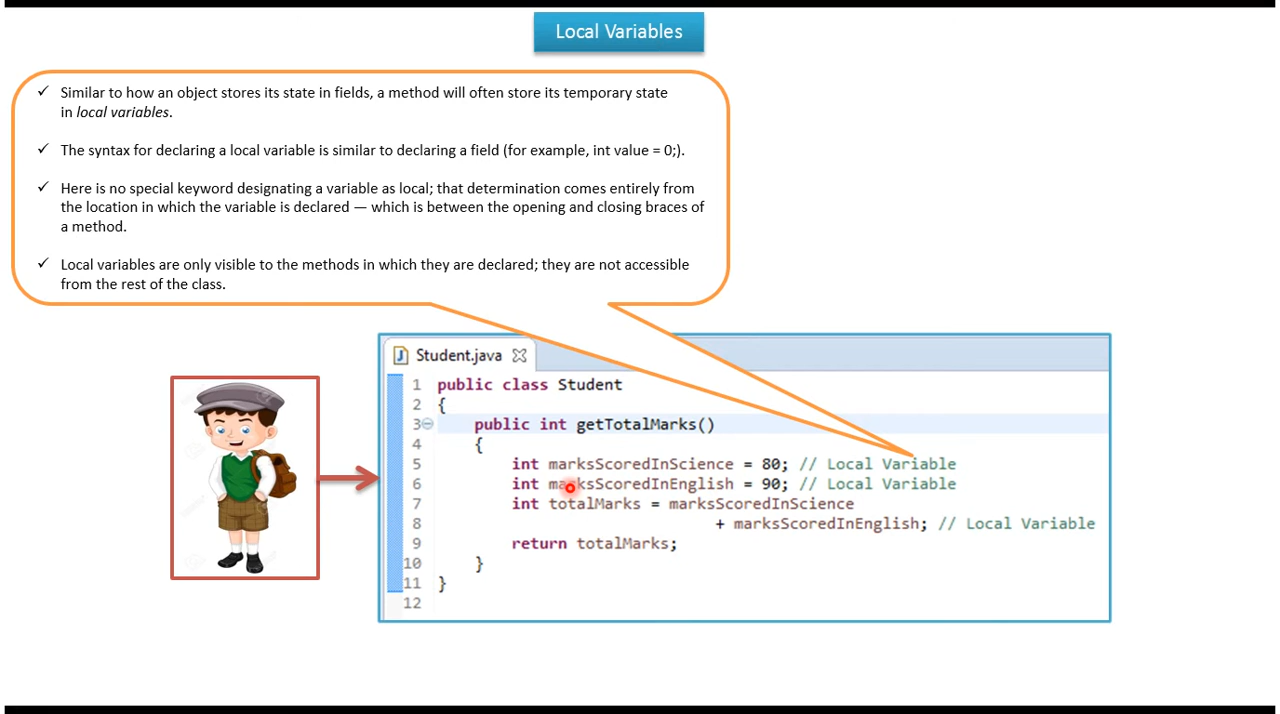 Local Variables
✓ Similar to how an object stores its state in fields, a method will often store its temporary state
in local variables.
✓ The syntax for declaring a local variable is similar to declaring a field (for example, int value = 0;).
✓ Here is no special keyword designating a variable as local; that determination comes entirely from
the location in which the variable is declared — which is between the opening and closing braces of
a method.
✓ Local variables are only visible to the methods in which they are declared; they are not accessible
from the rest of the class.
Student.java
1 public class Student
2 {
3 public int getTotalMarks()
4 {
5 int marksScoredInScience = 80; // Local Variable
6 int marksScoredInEnglish = 90; // Local Variable
7 int totalMarks = marksScoredInScience
8 + marksScoredInEnglish; // Local Variable
9 return totalMarks;
10 }
11 }
12